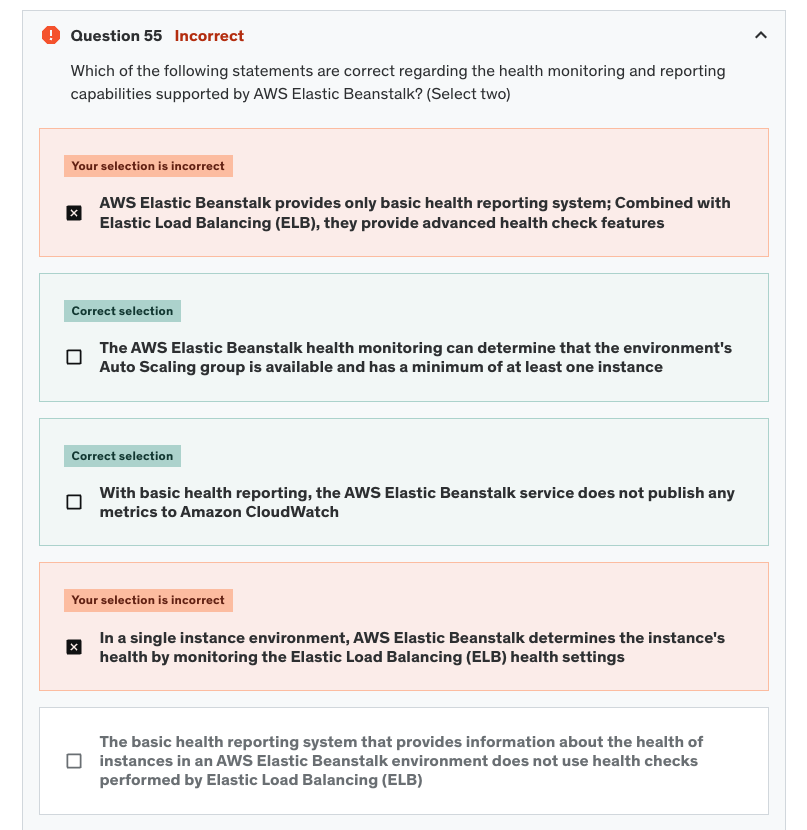 Question 55 Incorrect
Which of the following statements are correct regarding the health monitoring and reporting
capabilities supported by AWS Elastic Beanstalk? (Select two)
Your selection is incorrect
AWS Elastic Beanstalk provides only basic health reporting system; Combined with
Elastic Load Balancing (ELB), they provide advanced health check features
Correct selection
The AWS Elastic Beanstalk health monitoring can determine that the environment's
Auto Scaling group is available and has a minimum of at least one instance
Correct selection
With basic health reporting, the AWS Elastic Beanstalk service does not publish any
metrics to Amazon CloudWatch
Your selection is incorrect
In a single instance environment, AWS Elastic Beanstalk determines the instance's
health by monitoring the Elastic Load Balancing (ELB) health settings
The basic health reporting system that provides information about the health of
instances in an AWS Elastic Beanstalk environment does not use health checks
performed by Elastic Load Balancing (ELB)